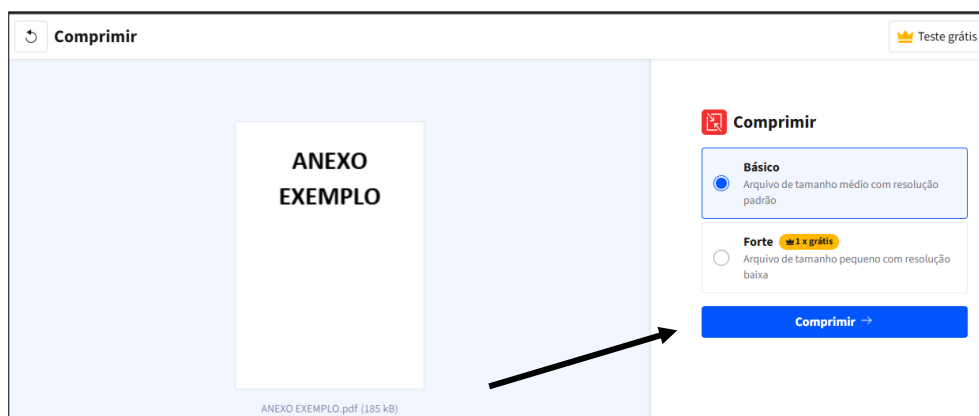 Comprimir
Teste grátis
ANEXO
EXEMPLO
ANEXO EXEMPLO.pdf (185 kB)
Comprimir
Básico
Arquivo de tamanho médio com resolução
padrão
Forte 1 x grátis
Arquivo de tamanho pequeno com resolução
baixa
Comprimir →